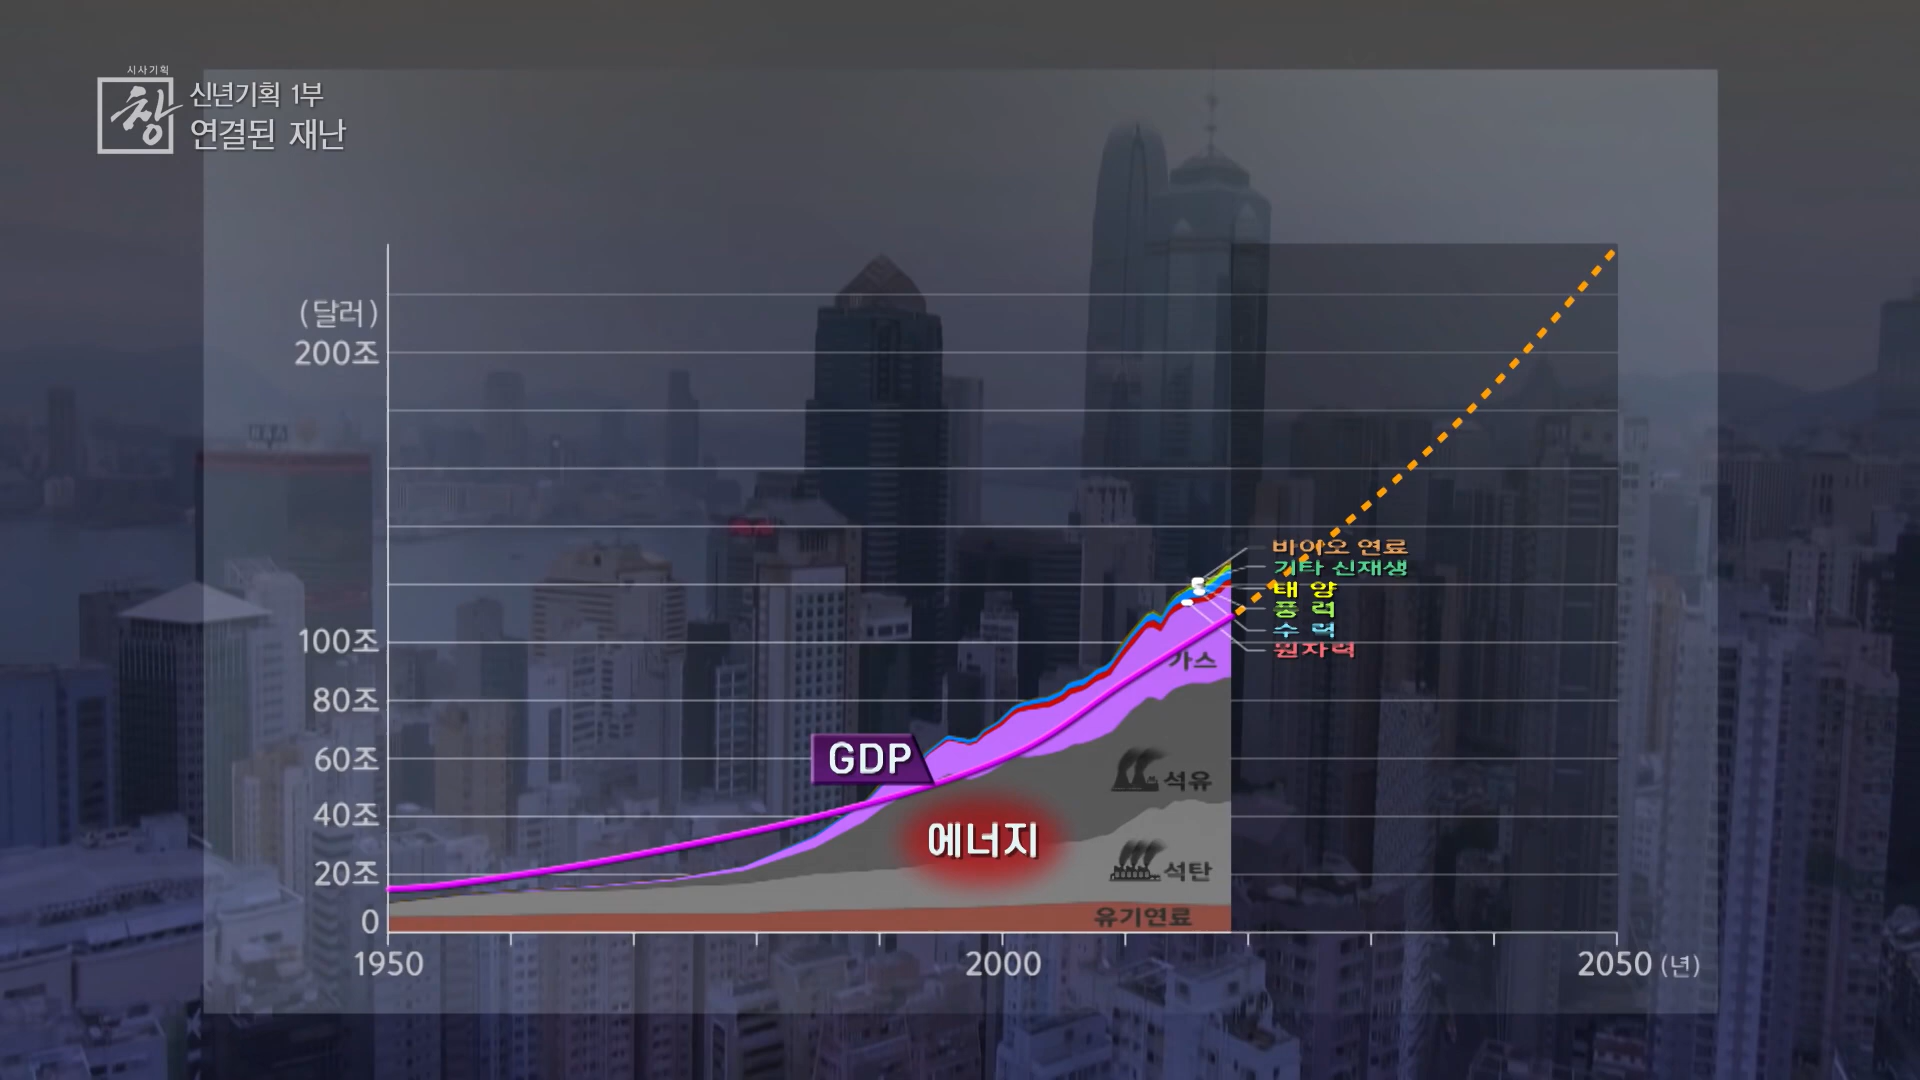 시사기획
창
신년기획 1부
연결된 재난
(달러)
200조
100조
80조
60조
40조
20조
0
1950
2000
2050 (년)
GDP
에너지
가스
석유
석탄
유기연료
바이오 연료
기타 신재생
태 양
풍 력
수 력
원자력